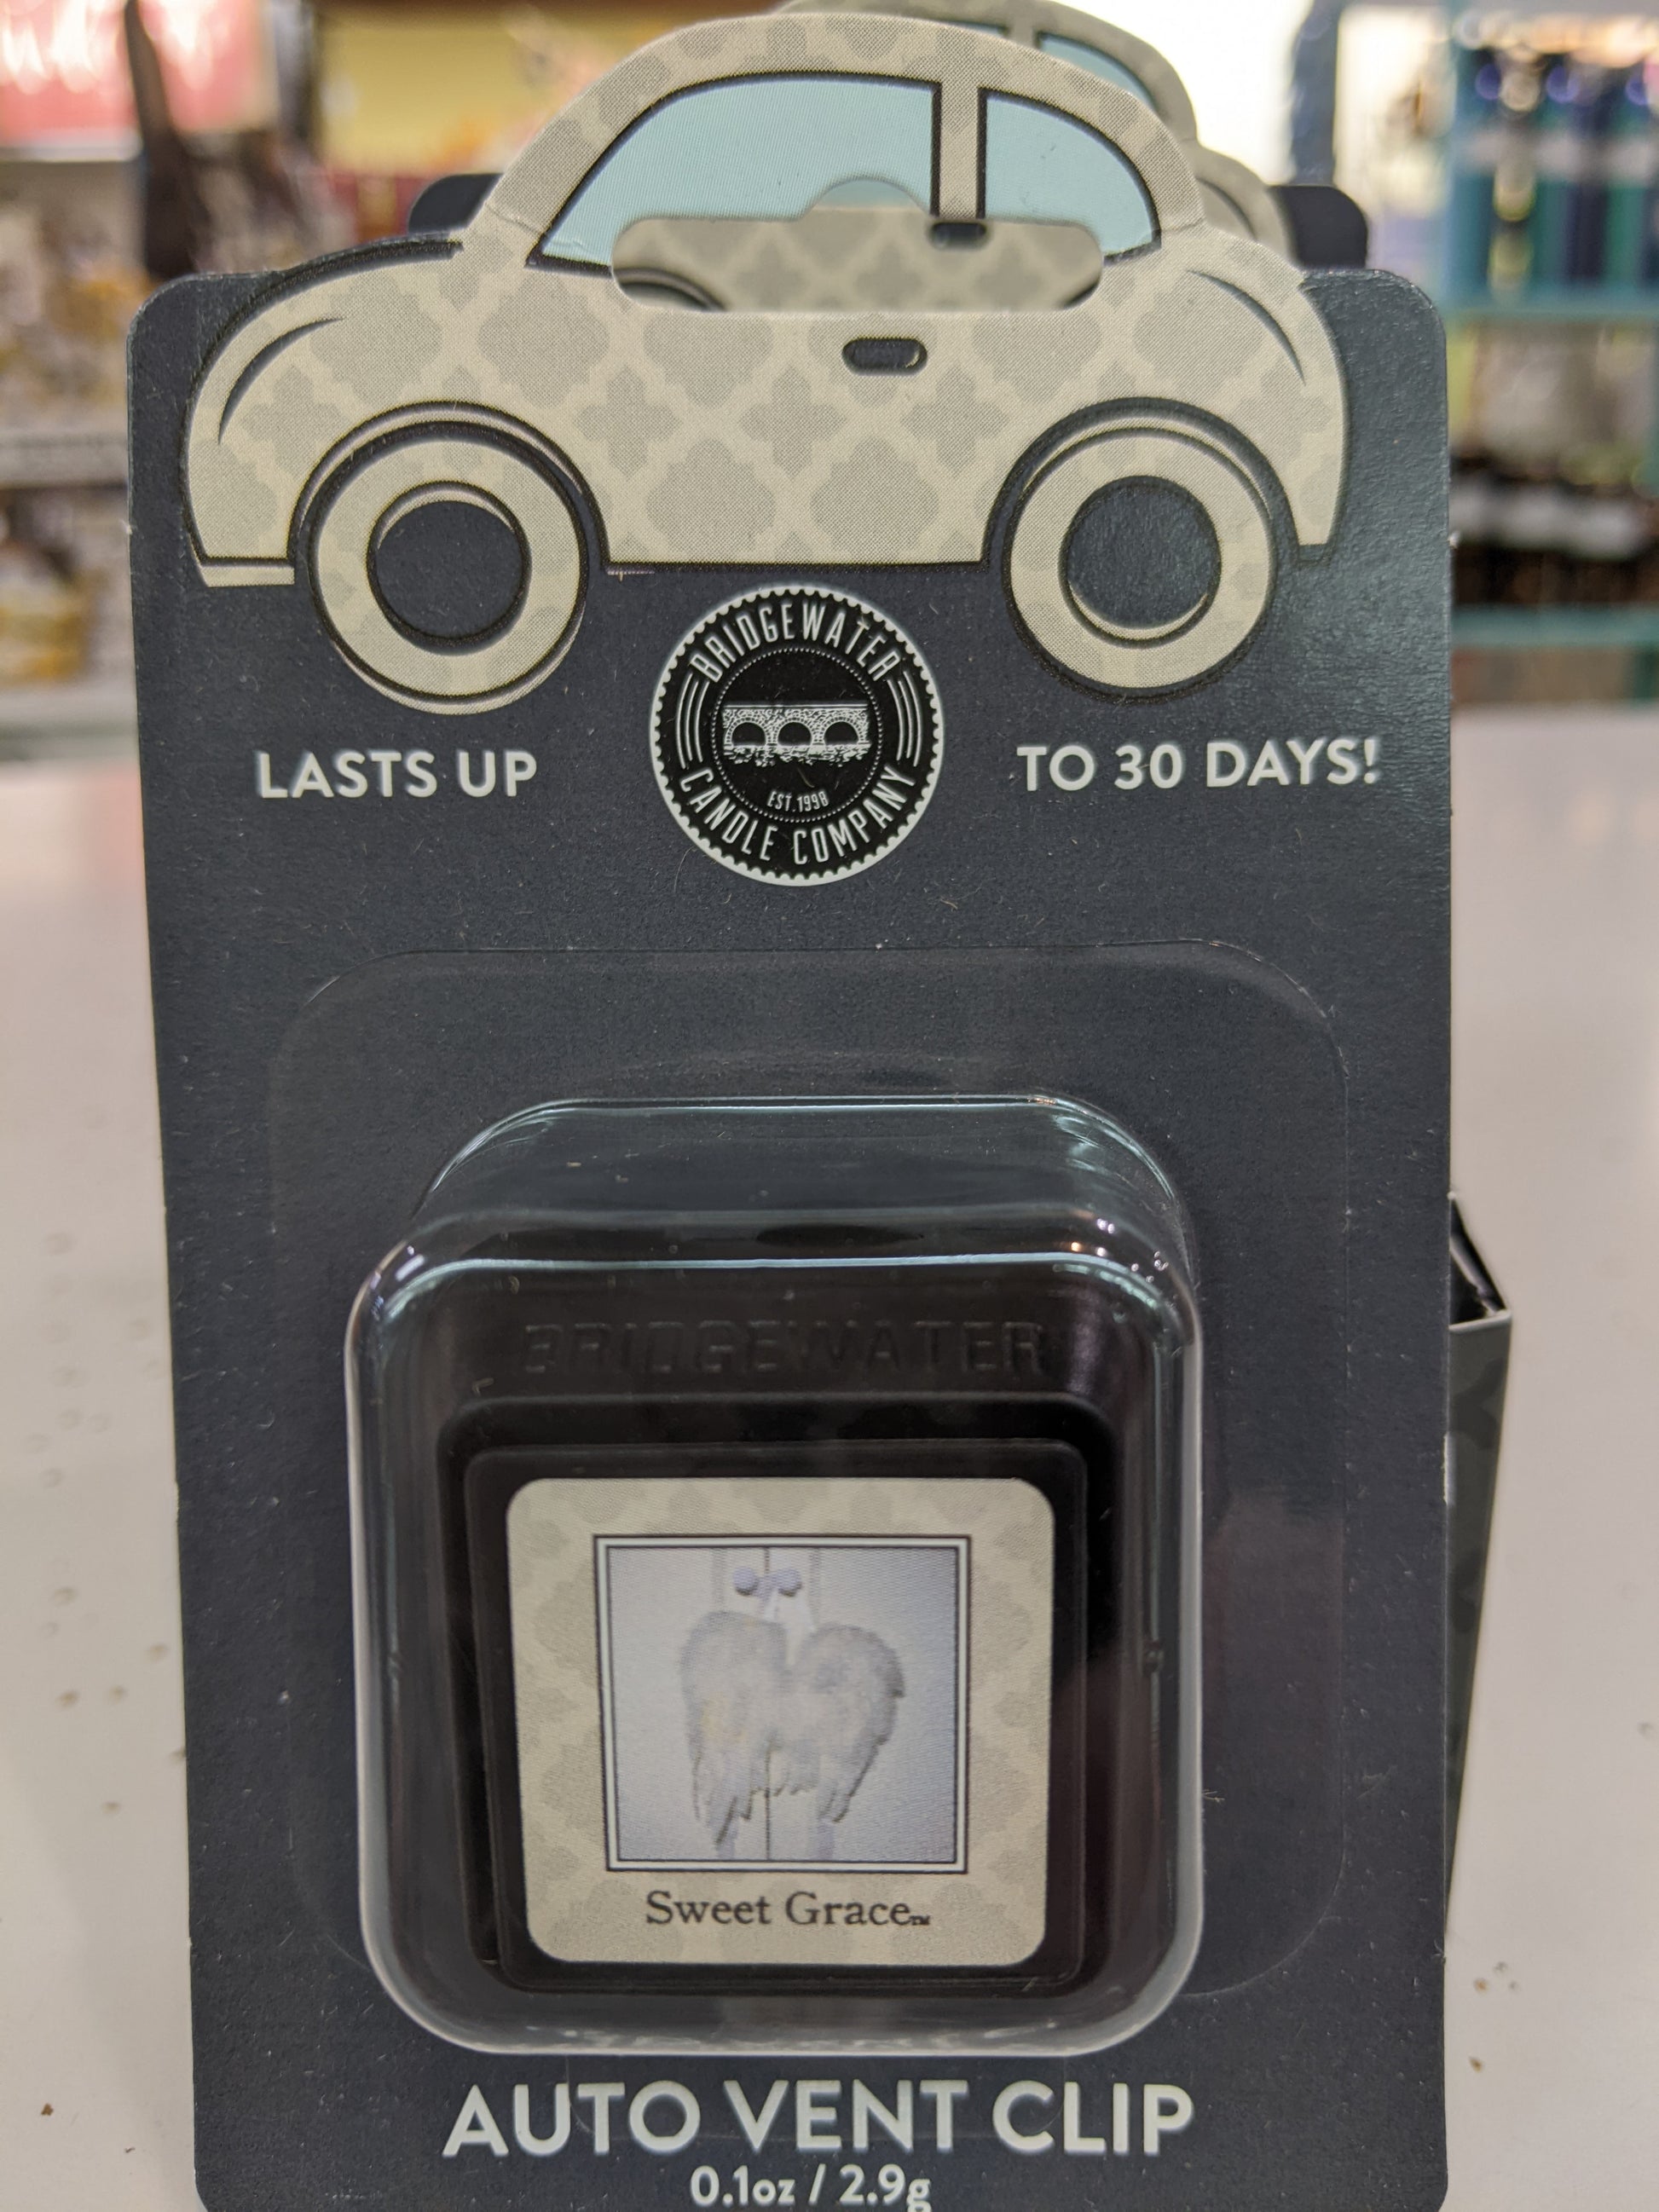 LASTS UP
BRIDGEWATER
EST. 1998
CANDLE COMPANY
TO 30 DAYS!
BRIDGEWATER
Sweet Grace™
AUTO VENT CLIP
0.1oz / 2.9g